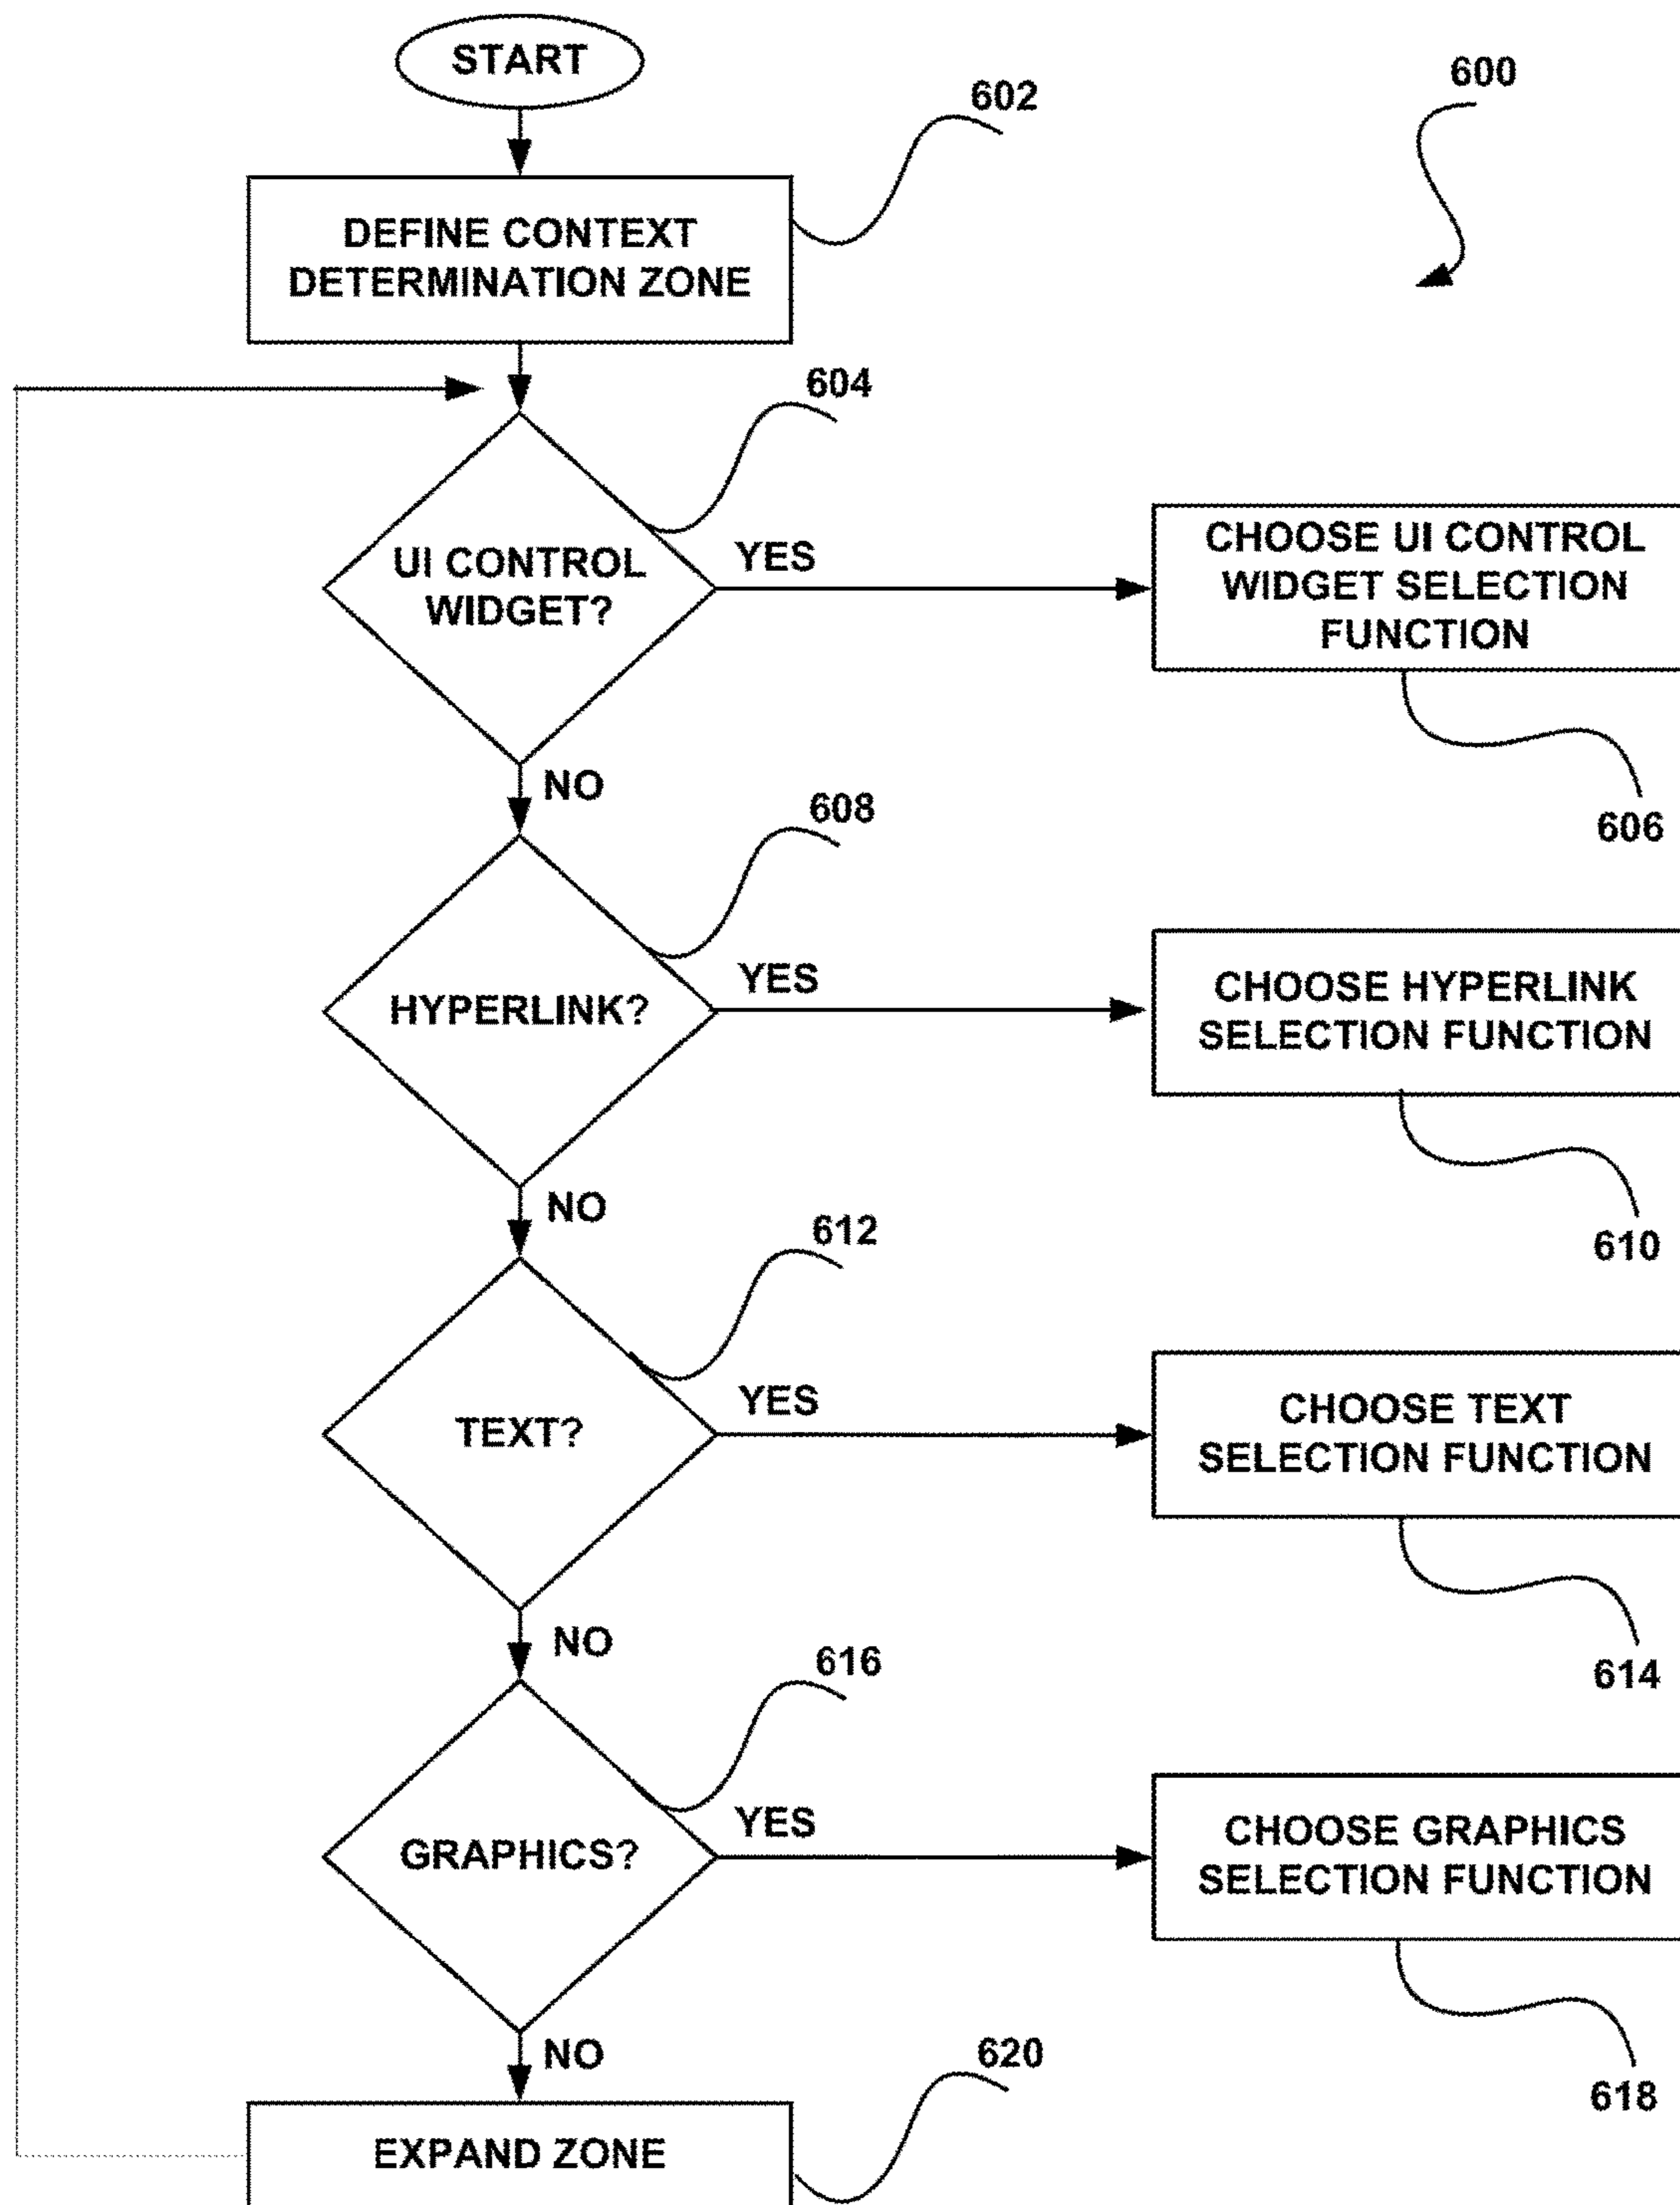 START
600
602
DEFINE CONTEXT
DETERMINATION ZONE
604
UI CONTROL
WIDGET?
YES
CHOOSE UI CONTROL
WIDGET SELECTION
FUNCTION
606
NO
608
HYPERLINK?
YES
CHOOSE HYPERLINK
SELECTION FUNCTION
610
NO
612
TEXT?
YES
CHOOSE TEXT
SELECTION FUNCTION
614
NO
616
GRAPHICS?
YES
CHOOSE GRAPHICS
SELECTION FUNCTION
618
NO
620
EXPAND ZONE